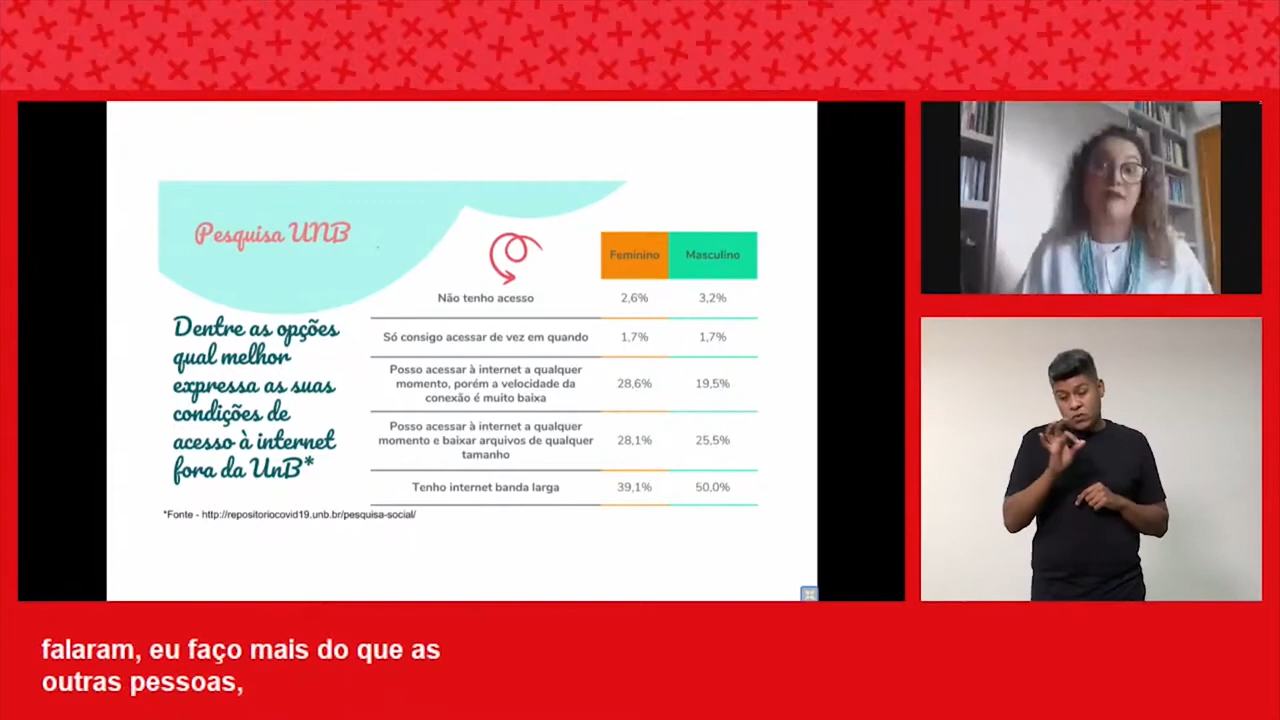 Pesquisa UNB
Dentre as opções
qual melhor
expressa as suas
condições de
acesso à internet
fora da UnB*
Feminino Masculino
Não tenho acesso 2,6% 3,2%
Só consigo acessar de vez em quando 1,7% 1,7%
Posso acessar à internet a qualquer
momento, porém a velocidade da
conexão é muito baixa
28,6% 19,5%
Posso acessar à internet a qualquer
momento e baixar arquivos de qualquer
tamanho
28,1% 25,5%
Tenho internet banda larga 39,1% 50,0%
*Fonte - http://repositoriocovid19.unb.br/pesquisa-social/
falaram, eu faço mais do que as
outras pessoas,